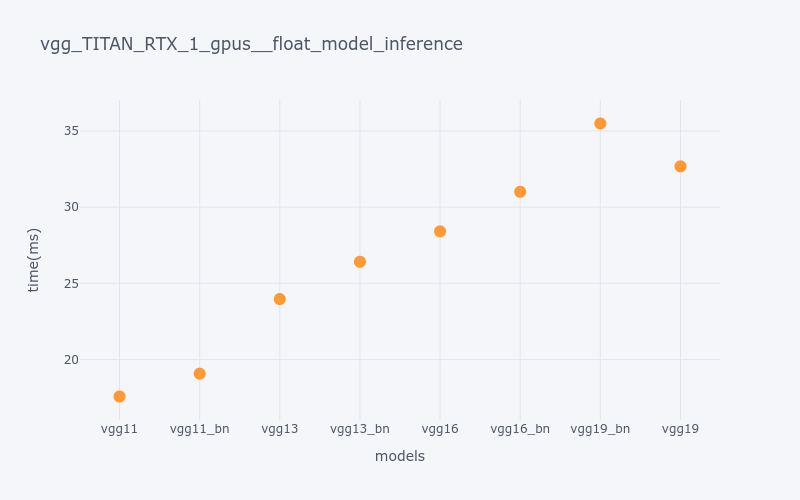 vgg_TITAN_RTX_1_gpus__float_model_inference
time(ms)
35
30
25
20
vgg11 vgg11_bn vgg13 vgg13_bn vgg16 vgg16_bn vgg19_bn vgg19
models